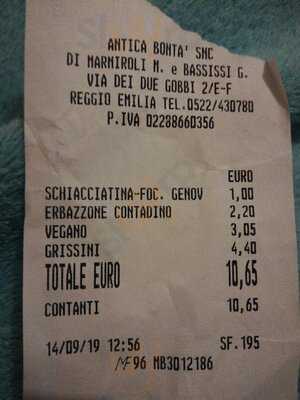 ANTICA BONTA' SNC
DI MARMIROLI M. e BASSISSI G.
VIA DEI DUE GOBBI 2/E-F
REGGIO EMILIA TEL.0522/430780
P.IVA 02288660356
EURO
SCHIACCIATINA-FOC. GENOV 1,00
ERBAZZONE CONTADINO 2,20
VEGANO 3,05
GRISSINI 4,40
TOTALE EURO 10,65
CONTANTI 10,65
14/09/19 12:56 SF.195
MF96 MB3012186